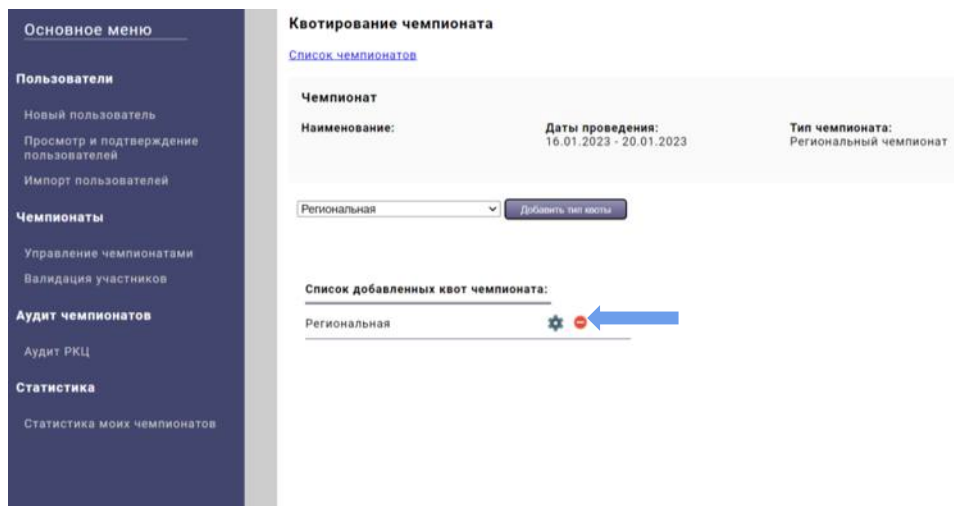 Основное меню
Пользователи
Новый пользователь
Просмотр и подтверждение
пользователей
Импорт пользователей
Чемпионаты
Управление чемпионатами
Валидация участников
Аудит чемпионатов
Аудит РКЦ
Статистика
Статистика моих чемпионатов
Квотирование чемпионата
Список чемпионатов
Чемпионат
Наименование:
Даты проведения:
16.01.2023 - 20.01.2023
Тип чемпионата:
Региональный чемпионат
Региональная
Добавить тип квоты
Список добавленных квот чемпионата:
Региональная